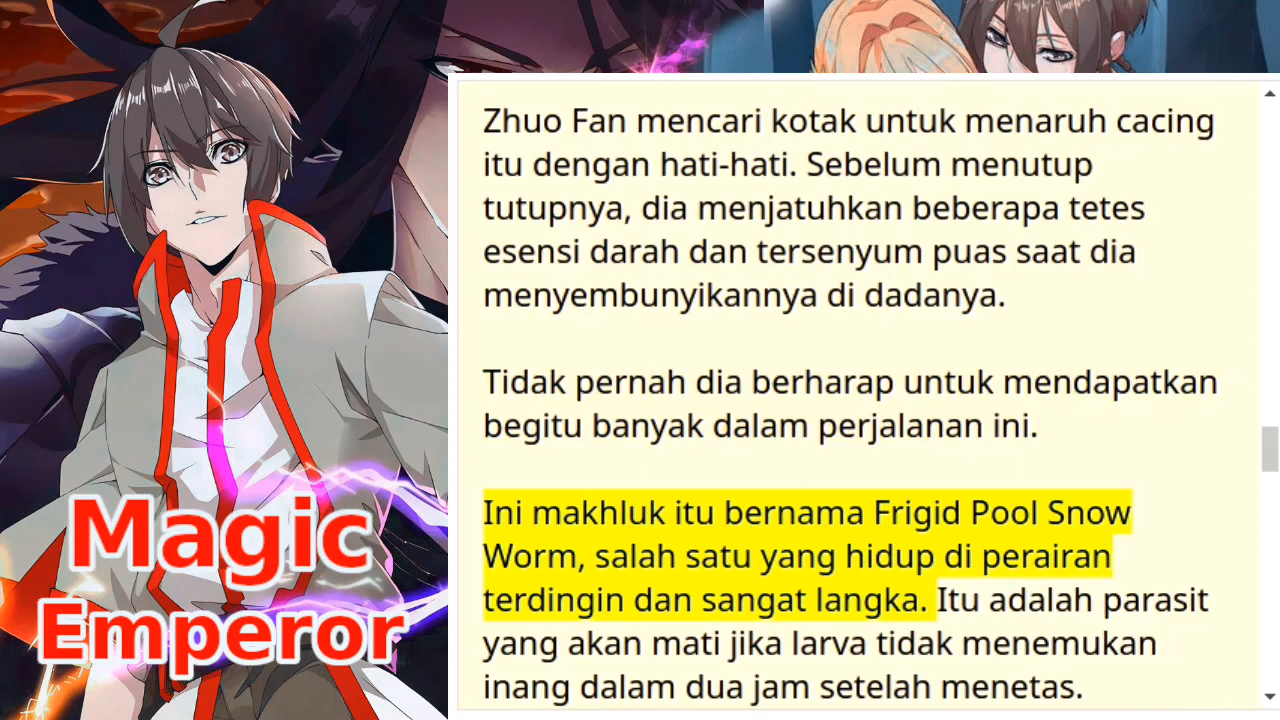 Zhuo Fan mencari kotak untuk menaruh cacing
itu dengan hati-hati. Sebelum menutup
tutupnya, dia menjatuhkan beberapa tetes
esensi darah dan tersenyum puas saat dia
menyembunyikannya di dadanya.
Tidak pernah dia berharap untuk mendapatkan
begitu banyak dalam perjalanan ini.
Ini makhluk itu bernama Frigid Pool Snow
Worm, salah satu yang hidup di perairan
terdingin dan sangat langka. Itu adalah parasit
yang akan mati jika larva tidak menemukan
inang dalam dua jam setelah menetas.
Magic
Emperor